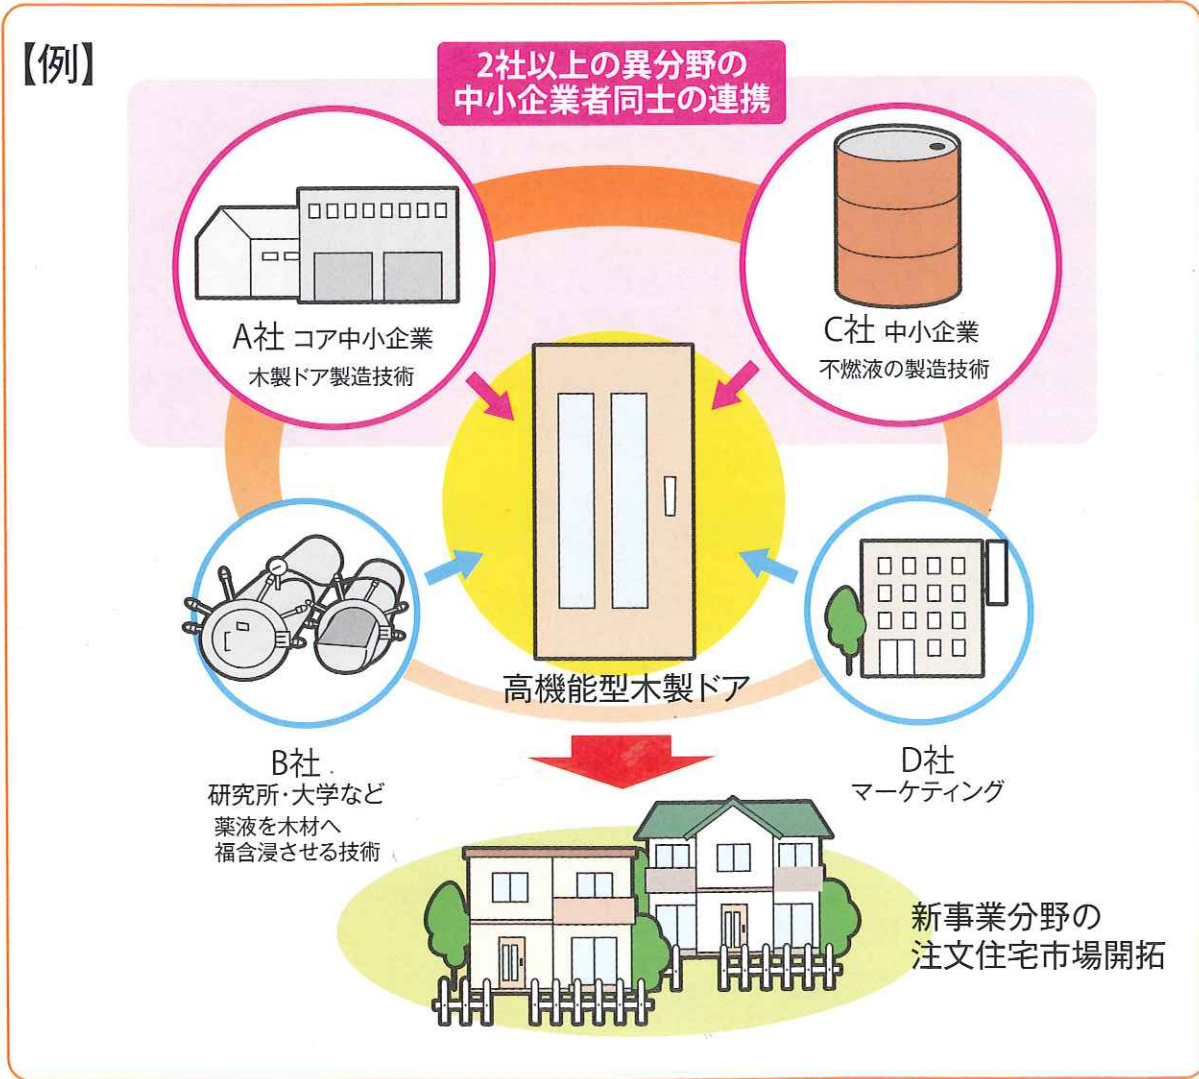 【例】
2社以上の異分野の
中小企業者同士の連携
A社 コア中小企業
木製ドア製造技術
C社 中小企業
不燃液の製造技術
高機能型木製ドア
B社
研究所・大学など
薬液を木材へ
福含浸させる技術
D社
マーケティング
新事業分野の
注文住宅市場開拓